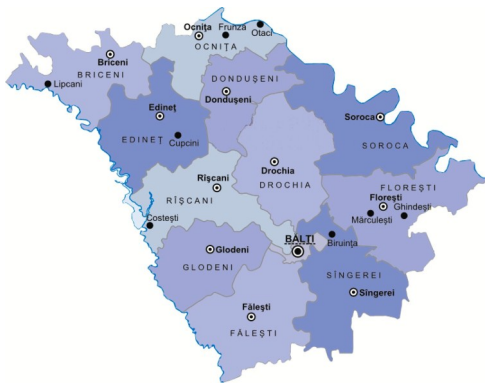 Ocnița
Frunză
Otaci
OCNIȚA
Briceni
BRICENI
Lipcani
DONDUȘENI
Dondușeni
Edineț
EDINEȚ
Cupcini
Soroca
SOROCA
Drochia
DROCHIA
Rîșcani
RÎȘCANI
Costești
FLOREȘTI
Florești
Ghindești
Mărculești
BĂLȚI
Biruința
Glodeni
GLODENI
SÎNGEREI
Sîngerei
Fălești
FĂLEȘTI